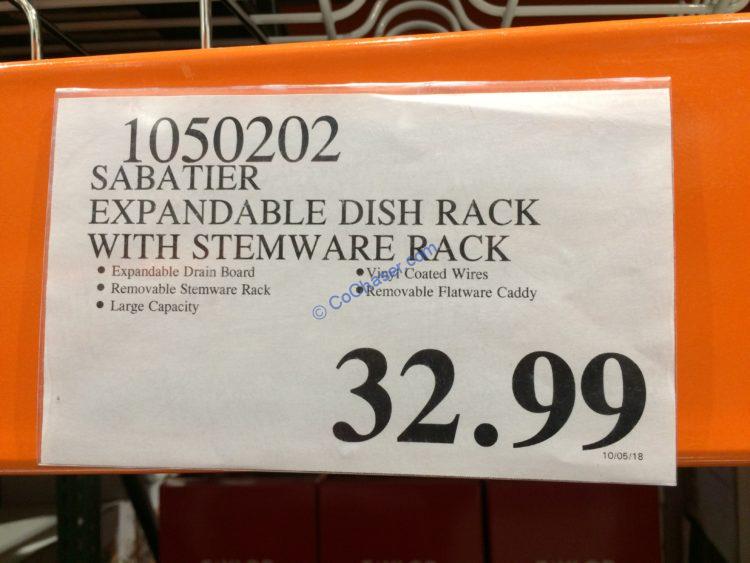 1050202
SABATIER
EXPANDABLE DISH RACK
WITH STEMWARE RACK
• Expandable Drain Board
• Removable Stemware Rack
• Large Capacity
• Vinyl Coated Wires
• Removable Flatware Caddy
© CoChaser.com
32.99
10/05/18